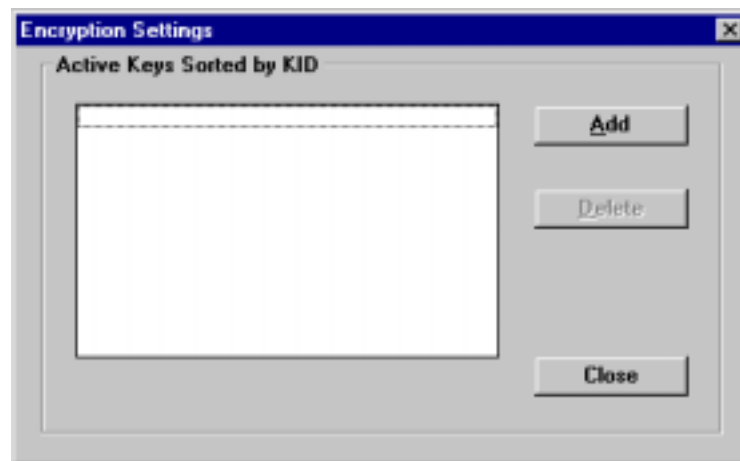 Encryption Settings
Active Keys Sorted by KID
Add
Delete
Close